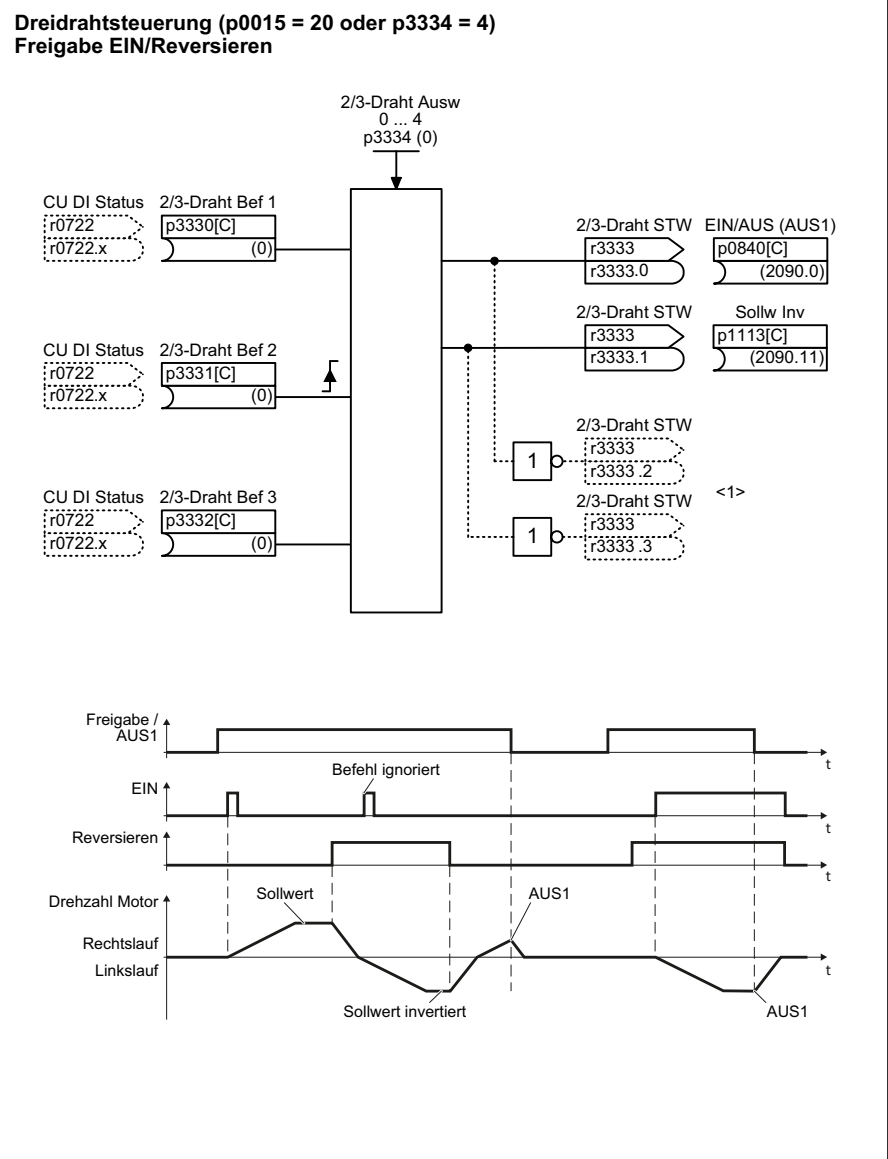 Dreidrahtsteuerung (p0015 = 20 oder p3334 = 4)
Freigabe EIN/Reversieren
2/3-Draht Ausw
0 ... 4
p3334 (0)
CU DI Status
r0722
r0722.x
2/3-Draht Bef 1
p3330[C]
(0)
CU DI Status
r0722
r0722.x
2/3-Draht Bef 2
p3331[C]
(0)
CU DI Status
r0722
r0722.x
2/3-Draht Bef 3
p3332[C]
(0)
2/3-Draht STW
r3333
r3333.0
EIN/AUS (AUS1)
p0840[C]
(2090.0)
2/3-Draht STW
r3333
r3333.1
Sollw Inv
p1113[C]
(2090.11)
1
2/3-Draht STW
r3333
r3333 .2
<1>
1
2/3-Draht STW
r3333
r3333 .3
Freigabe /
AUS1
t
Befehl ignoriert
EIN
t
Reversieren
t
Drehzahl Motor
Sollwert
AUS1
Rechtslauf
Linkslauf
t
Sollwert invertiert
AUS1